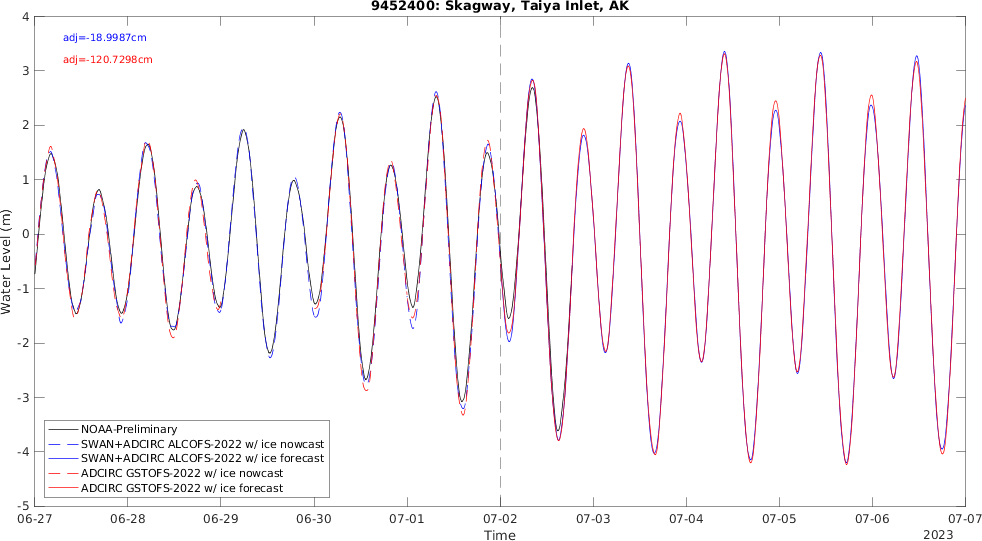 9452400: Skagway, Taiya Inlet, AK
adj=-18.9987cm
adj=-120.7298cm
4
3
2
1
0
-1
-2
-3
-4
-5
Water Level (m)
NOAA-Preliminary
SWAN+ADCIRC ALCOFS-2022 w/ ice nowcast
SWAN+ADCIRC ALCOFS-2022 w/ ice forecast
ADCIRC GSTOFS-2022 w/ ice nowcast
ADCIRC GSTOFS-2022 w/ ice forecast
06-27 06-28 06-29 06-30 07-01 07-02 07-03 07-04 07-05 07-06 07-07
Time
2023